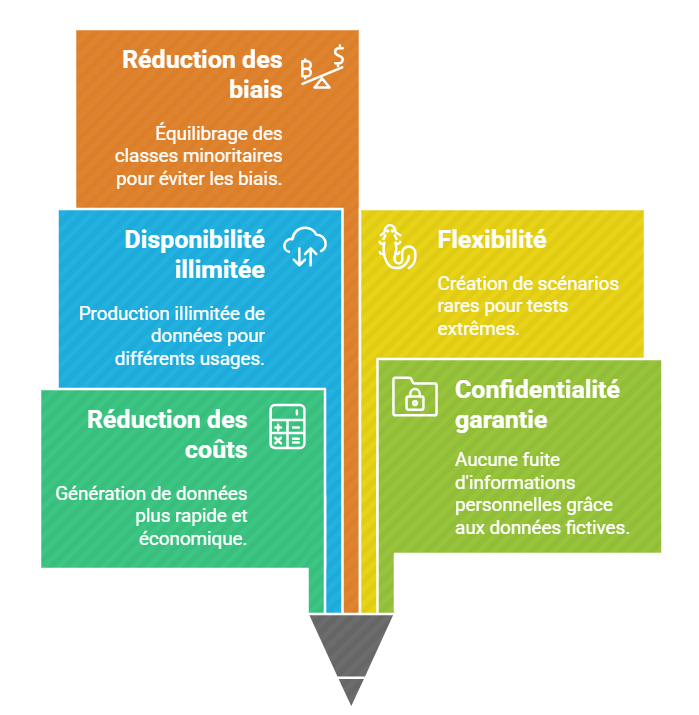 Réduction des
biais
Équilibrage des
classes minoritaires
pour éviter les biais.
Disponibilité
illimitée
Production illimitée de
données pour
différents usages.
Flexibilité
Création de scénarios
rares pour tests
extrêmes.
Réduction des
coûts
Génération de données
plus rapide et
économique.
Confidentialité
garantie
Aucune fuite
d'informations
personnelles grâce
aux données fictives.